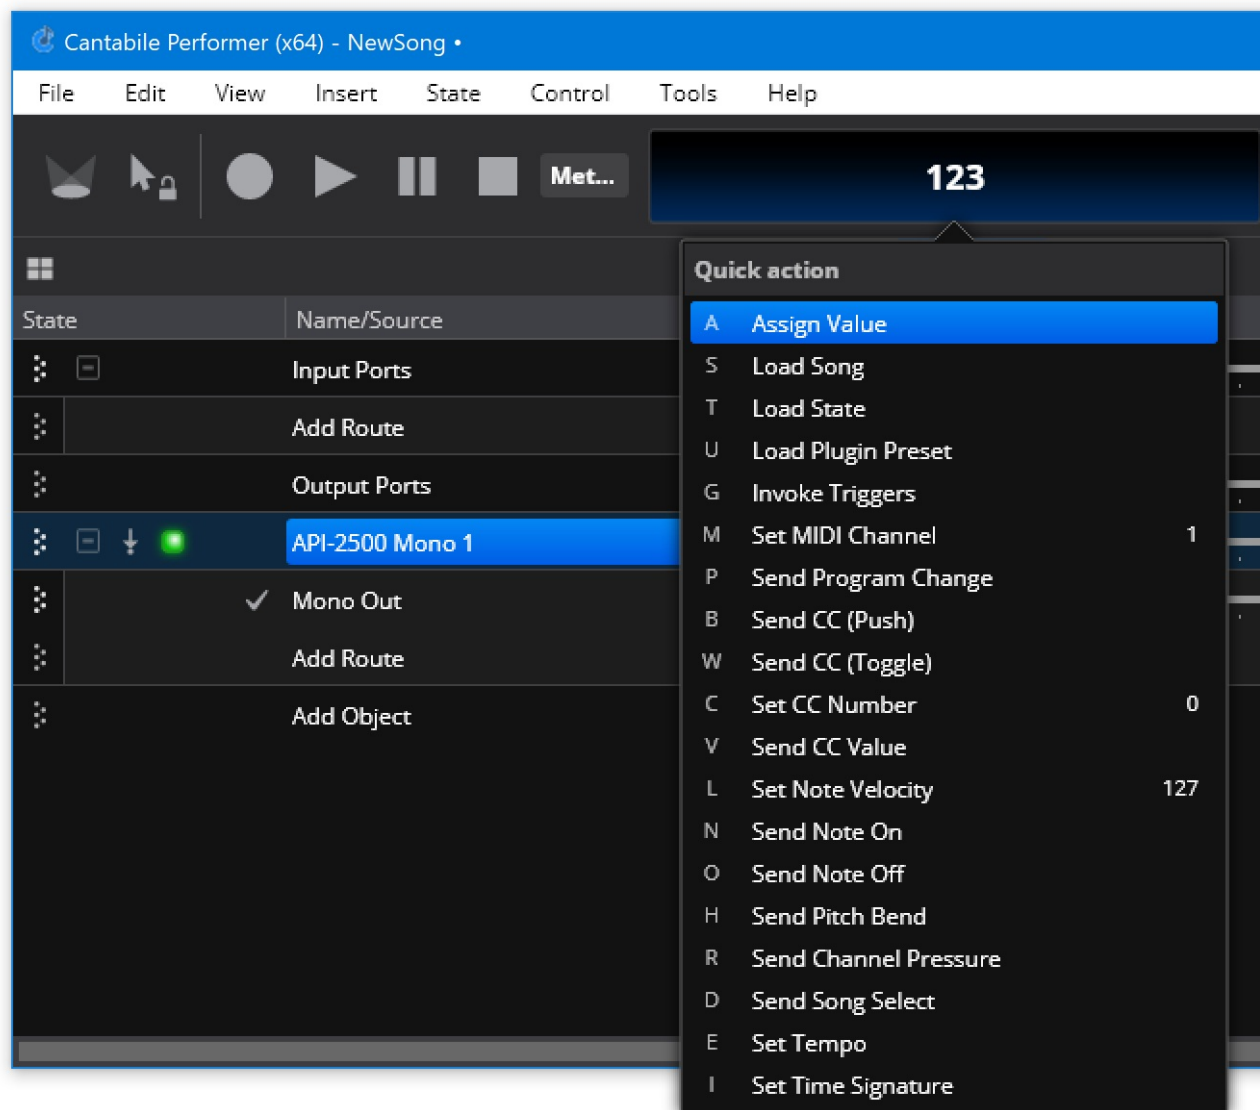 Cantabile Performer (x64) - NewSong •
File Edit View Insert State Control Tools Help
Met... 123
Quick action
State Name/Source
A Assign Value
S Load Song
Input Ports
T Load State
Add Route
U Load Plugin Preset
Output Ports
G Invoke Triggers
API-2500 Mono 1
M Set MIDI Channel 1
P Send Program Change
Mono Out
B Send CC (Push)
Add Route
W Send CC (Toggle)
Add Object
C Set CC Number 0
V Send CC Value
L Set Note Velocity 127
N Send Note On
O Send Note Off
H Send Pitch Bend
R Send Channel Pressure
D Send Song Select
E Set Tempo
I Set Time Signature